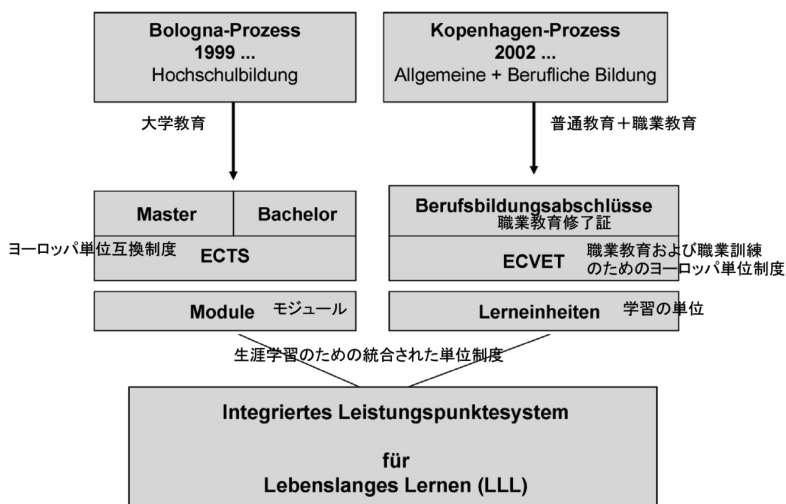 Bologna-Prozess
1999 ...
Hochschulbildung
Kopenhagen-Prozess
2002 ...
Allgemeine + Berufliche Bildung
大学教育
普通教育＋職業教育
Master
Bachelor
ヨーロッパ単位互換制度
ECTS
Berufsbildungsabschlüsse
職業教育修了証
ECVET
職業教育および職業訓練
のためのヨーロッパ単位制度
Module
モジュール
Lerneinheiten
学習の単位
生涯学習のための統合された単位制度
Integriertes Leistungspunktesystem
für
Lebenslanges Lernen (LLL)